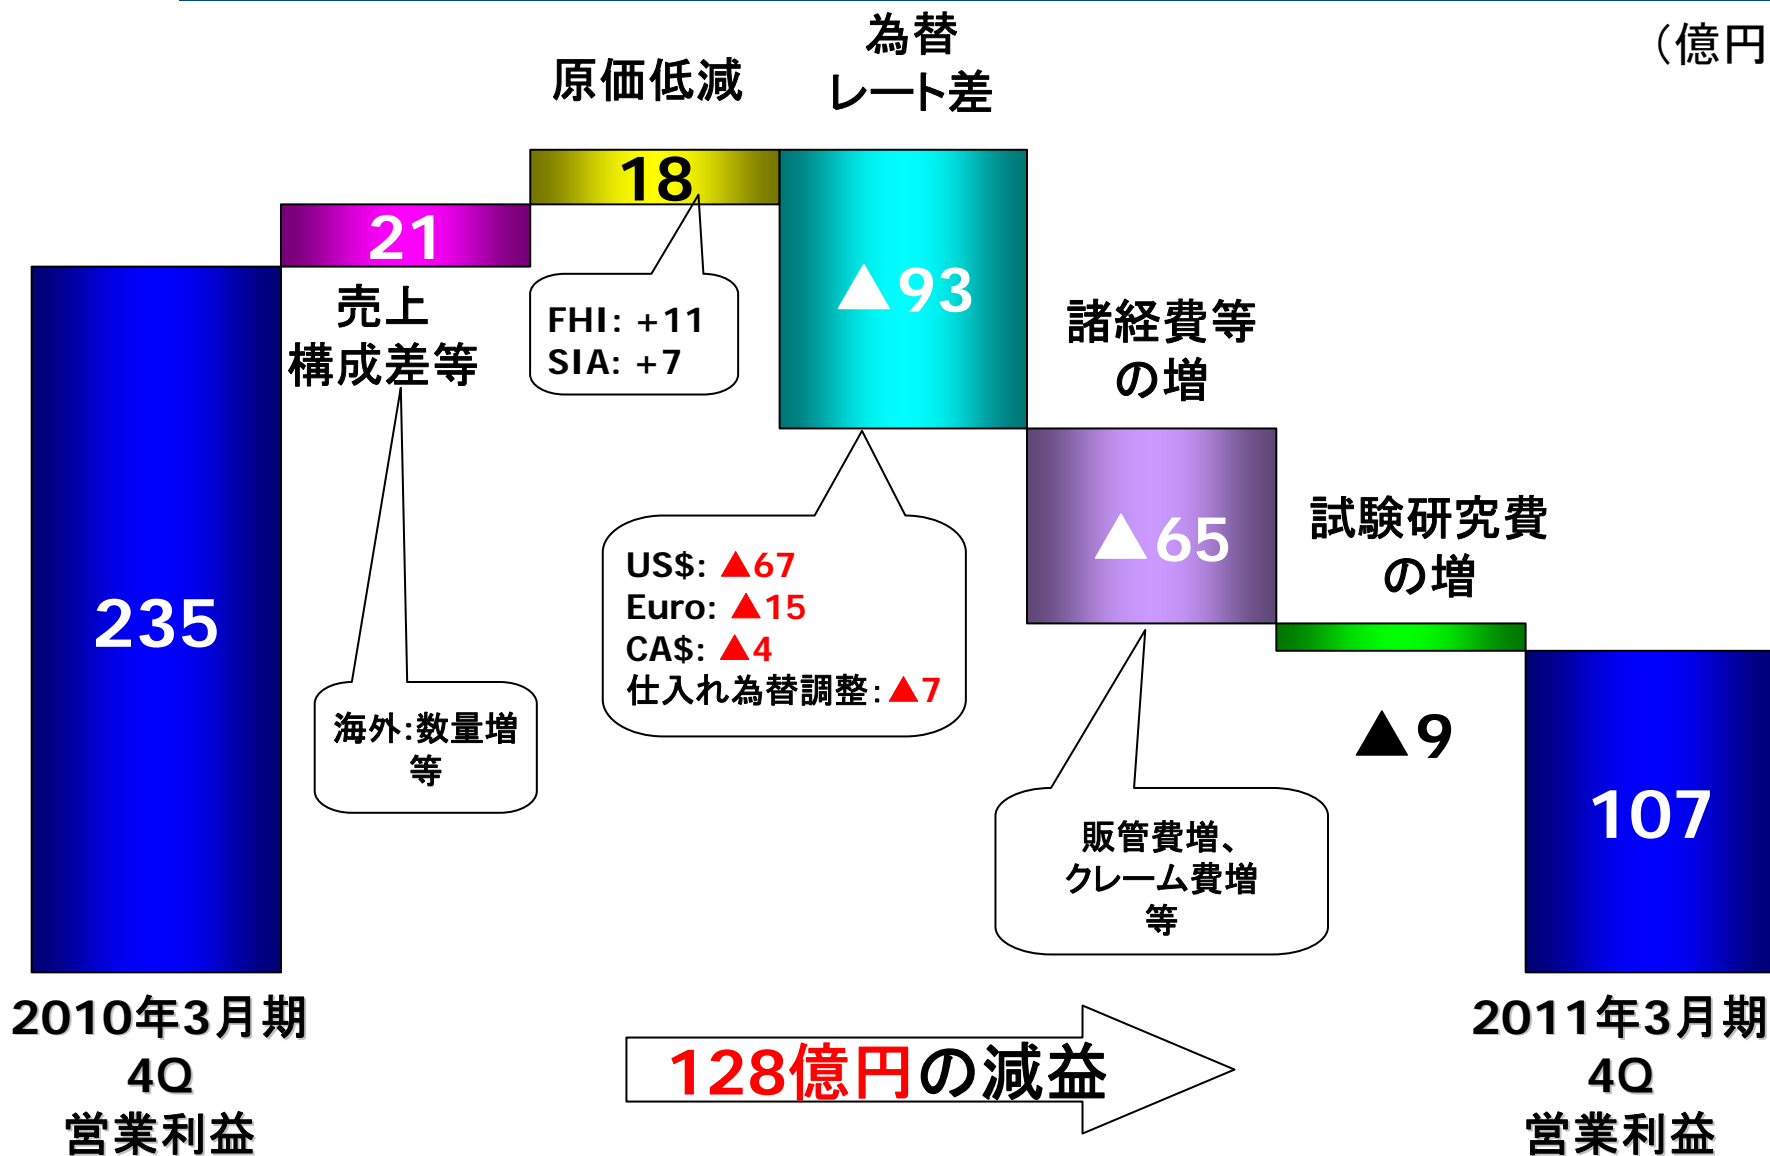 （億円
為替
レート差
原価低減
18
21
▲93
FHI: +11
SIA: +7
売上
構成差等
諸経費等
の増
▲65
試験研究費
の増
US$: ▲67
Euro: ▲15
CA$: ▲4
仕入れ為替調整：▲7
235
海外：数量増
等
▲9
107
販管費増、
クレーム費増
等
2010年3月期
4Q
営業利益
128億円の減益
2011年3月期
4Q
営業利益